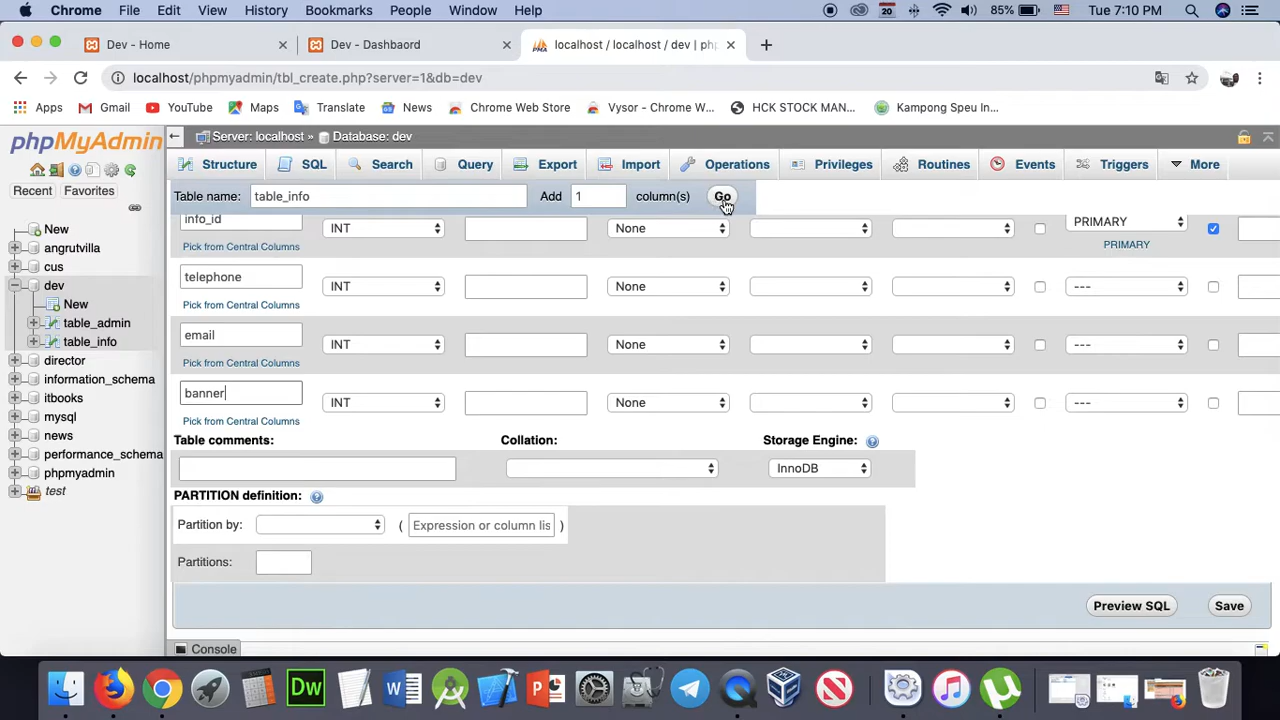 Chrome File Edit View History Bookmarks People Window Help 20 85% Tue 7:10 PM
Dev - Home Dev - Dashbaord localhost / localhost / dev | ph
localhost/phpmyadmin/tbl_create.php?server=1&db=dev
Apps Gmail YouTube Maps Translate News Chrome Web Store Vysor - Chrome W... HCK STOCK MAN... Kampong Speu In...
phpMyAdmin
Recent Favorites
New
angrutvilla
cus
dev
New
table_admin
table_info
director
information_schema
itbooks
mysql
news
performance_schema
phpmyadmin
test
Server: localhost » Database: dev
Structure SQL Search Query Export Import Operations Privileges Routines Events Triggers More
Table name: table_info Add 1 column(s) Go
info_id INT None PRIMARY
Pick from Central Columns PRIMARY
telephone INT None ---
Pick from Central Columns
email INT None ---
Pick from Central Columns
banner INT None ---
Pick from Central Columns
Table comments: Collation: Storage Engine:
InnoDB
PARTITION definition:
Partition by: ( Expression or column lis )
Partitions:
Preview SQL Save
Console
Dw